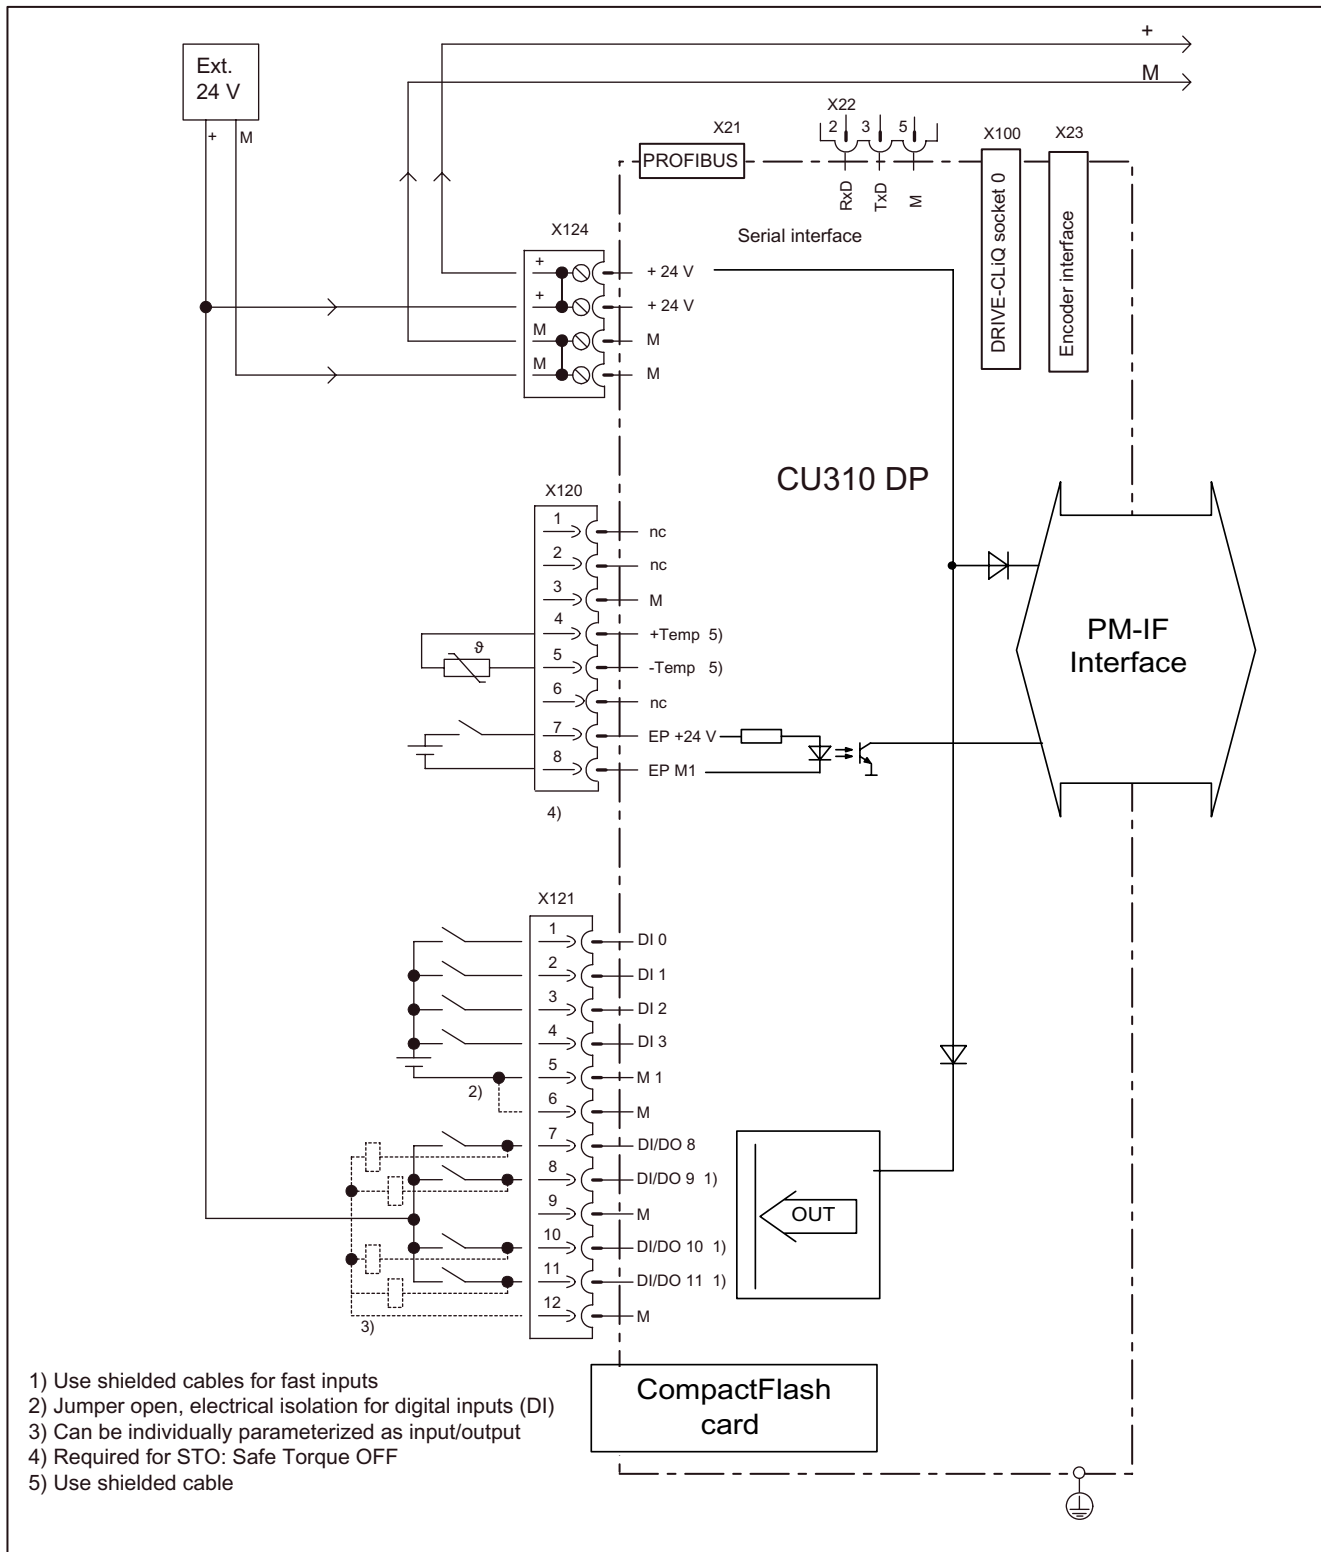 +
M
Ext.
24 V
+ M
X22
2 3 5
X21
PROFIBUS
X100
X23
RxD
TxD
M
DRIVE-CLiQ socket 0
Encoder interface
Serial interface
X124
+ + 24 V
+ + 24 V
M M
M M
CU310 DP
X120
1 nc
2 nc
3 M
4 +Temp 5)
ϑ
5 -Temp 5)
6 nc
7 EP +24 V
8 EP M1
4)
PM-IF
Interface
X121
1 DI 0
2 DI 1
3 DI 2
4 DI 3
5 M 1
2)
6 M
7 DI/DO 8
8 DI/DO 9 1)
9 M
10 DI/DO 10 1)
11 DI/DO 11 1)
12 M
3)
OUT
CompactFlash
card
1) Use shielded cables for fast inputs
2) Jumper open, electrical isolation for digital inputs (DI)
3) Can be individually parameterized as input/output
4) Required for STO: Safe Torque OFF
5) Use shielded cable